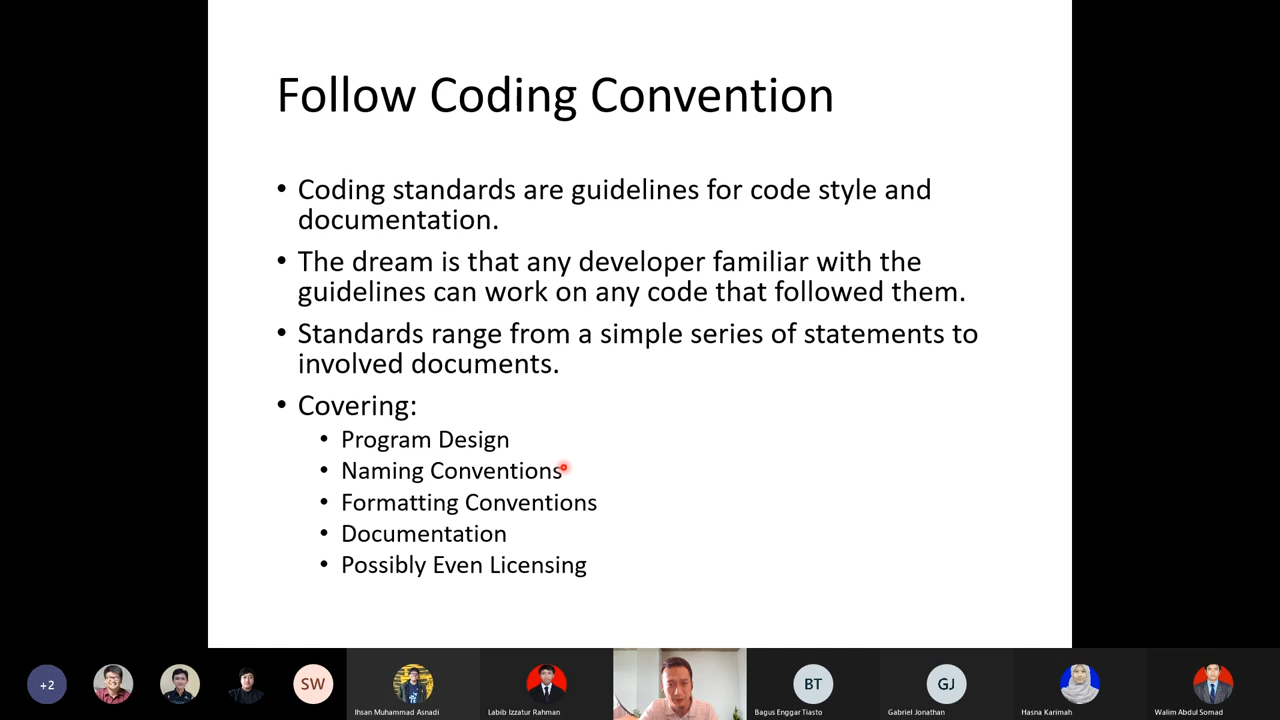 Follow Coding Convention
• Coding standards are guidelines for code style and
documentation.
• The dream is that any developer familiar with the
guidelines can work on any code that followed them.
• Standards range from a simple series of statements to
involved documents.
• Covering:
• Program Design
• Naming Conventions
• Formatting Conventions
• Documentation
• Possibly Even Licensing
+2
SW
BT
GJ
Ihsan Muhammad Asnadi
Labib Izzatur Rahman
Bagus Enggar Tiasto
Gabriel Jonathan
Hasna Karimah
Walim Abdul Somad